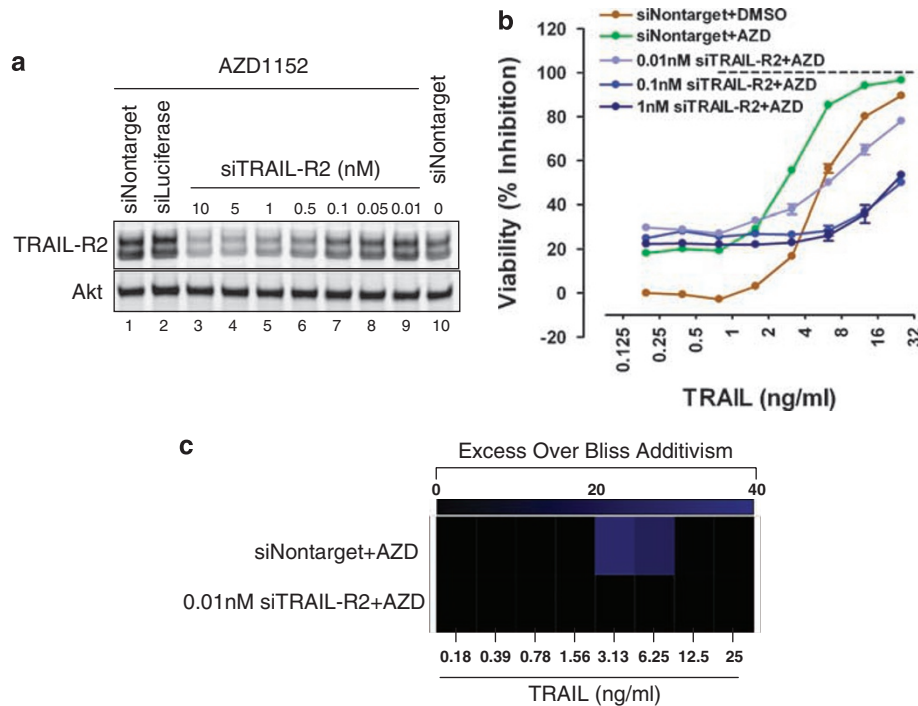 a
AZD1152
siNontarget
siLuciferase
siTRAIL-R2 (nM)
siNontarget
10 5 1 0.5 0.1 0.05 0.01 0
TRAIL-R2
Akt
1 2 3 4 5 6 7 8 9 10
b
siNontarget+DMSO
siNontarget+AZD
0.01nM siTRAIL-R2+AZD
0.1nM siTRAIL-R2+AZD
1nM siTRAIL-R2+AZD
Viability (% Inhibition)
120
100
80
60
40
20
0
-20
0.125 0.25 0.5 1 2 4 8 16 32
TRAIL (ng/ml)
c
Excess Over Bliss Additivism
0 20 40
siNontarget+AZD
0.01nM siTRAIL-R2+AZD
0.18 0.39 0.78 1.56 3.13 6.25 12.5 25
TRAIL (ng/ml)